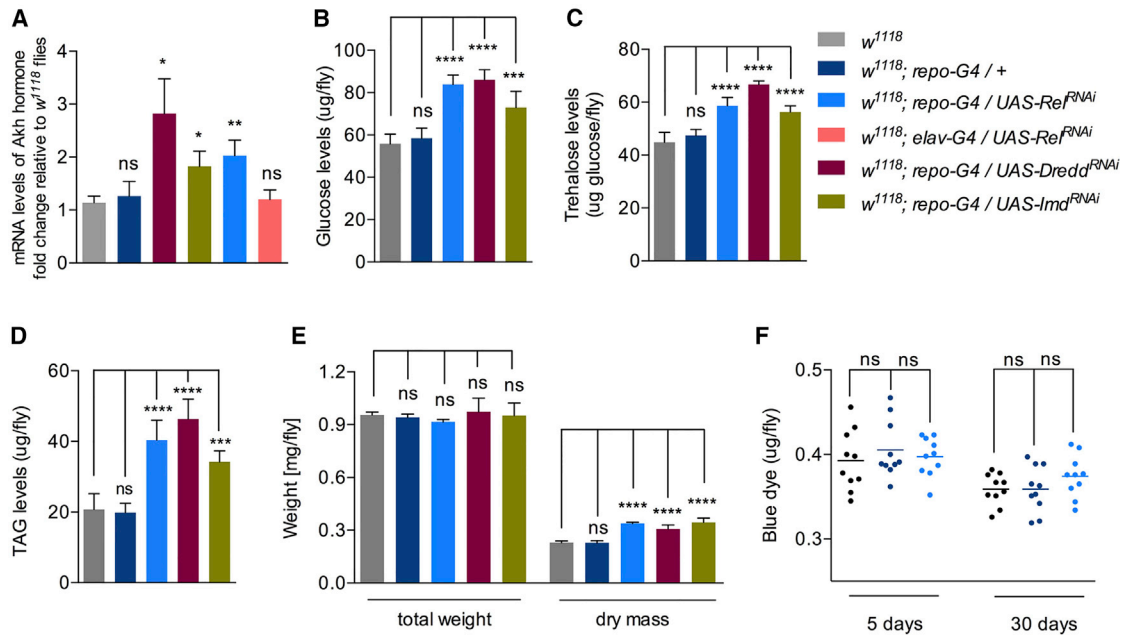 A
mRNA levels of Akh hormone
fold change relative to w1118 flies
4
3
2
1
0
ns
*
*
**
ns
B
Glucose levels (ug/fly)
100
80
60
40
20
0
ns
****
****
***
C
Trehalose levels
(ug glucose/fly)
80
60
40
20
0
ns
****
****
****
w1118
w1118; repo-G4 / +
w1118; repo-G4 / UAS-RelRNAi
w1118; elav-G4 / UAS-RelRNAi
w1118; repo-G4 / UAS-DreddRNAi
w1118; repo-G4 / UAS-ImdRNAi
D
TAG levels (ug/fly)
60
40
20
0
ns
****
****
***
E
Weight [mg/fly]
1.2
0.9
0.6
0.3
0.0
ns
ns
ns
ns
ns
****
****
****
total weight
dry mass
F
Blue dye (ug/fly)
0.5
0.4
0.3
ns
ns
ns
ns
5 days
30 days